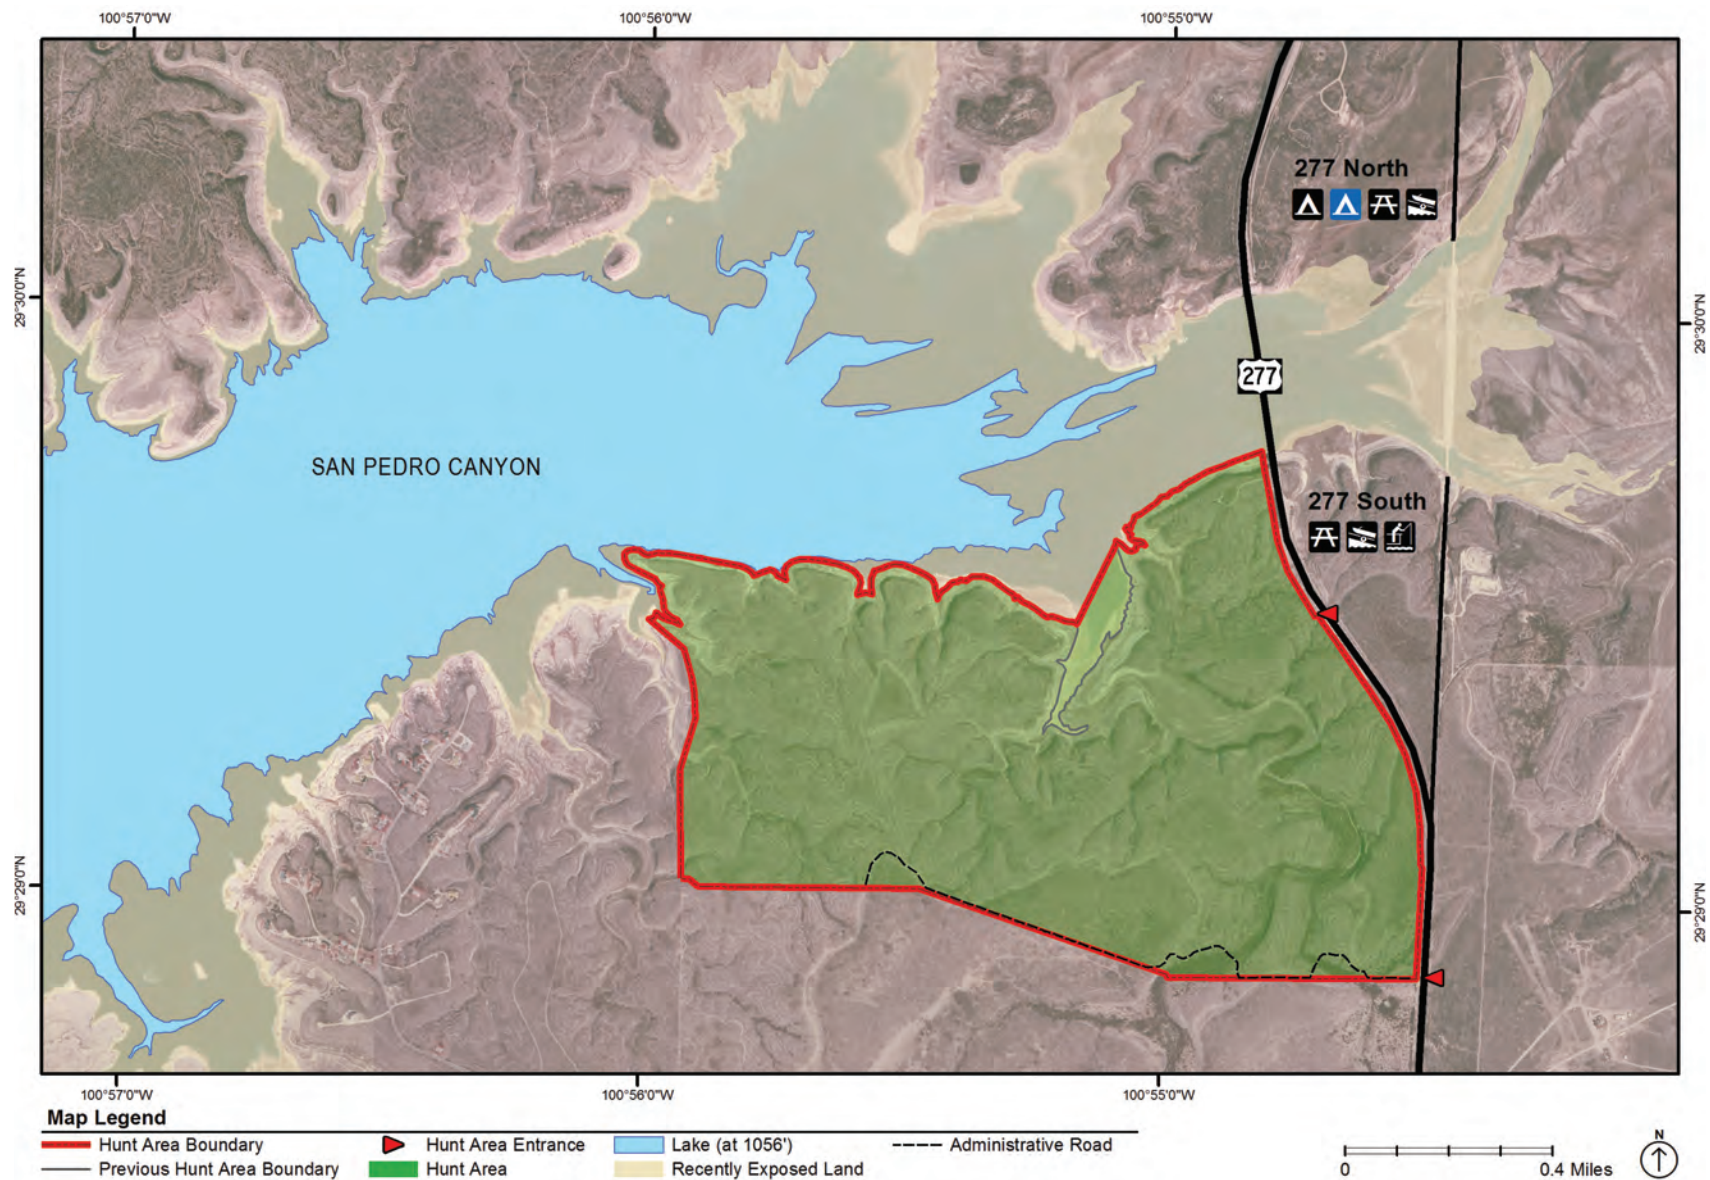 100°57'0"W 100°56'0"W 100°55'0"W
277 North
29°30'0"N 29°30'0"N
277
SAN PEDRO CANYON
277 South
29°29'0"N 29°29'0"N
100°57'0"W 100°56'0"W 100°55'0"W
Map Legend
Hunt Area Boundary Hunt Area Entrance Lake (at 1056') Administrative Road
Previous Hunt Area Boundary Hunt Area Recently Exposed Land
0 0.4 Miles
N